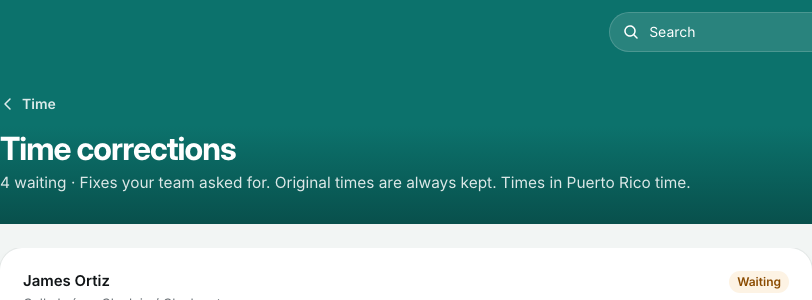 Search
Time
Time corrections
4 waiting · Fixes your team asked for. Original times are always kept. Times in Puerto Rico time.
James Ortiz
Waiting